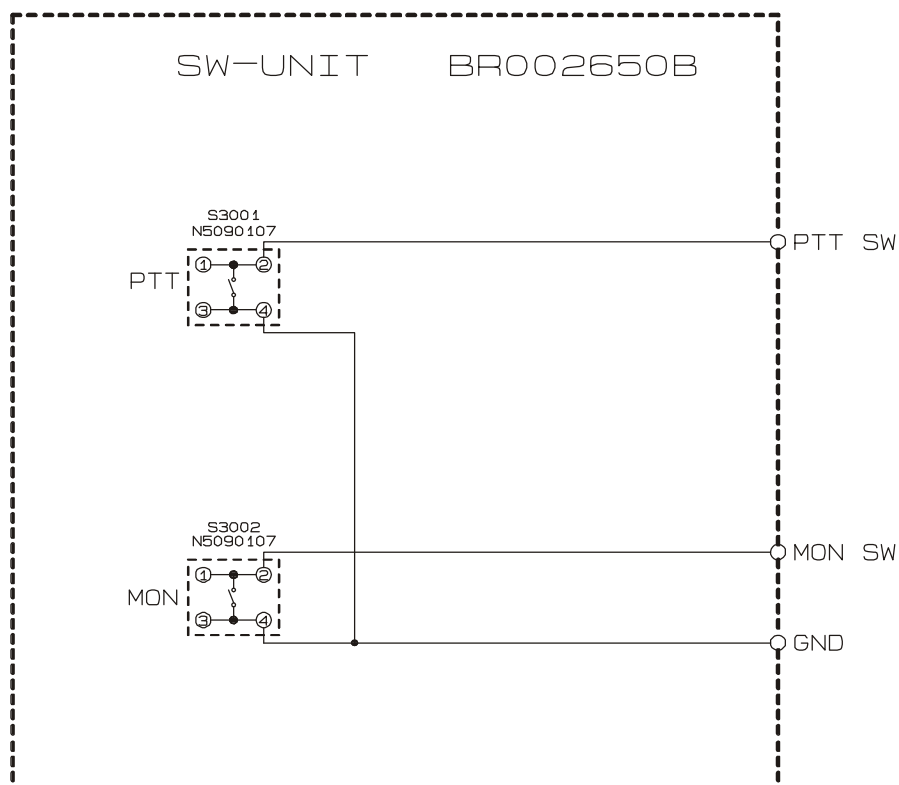 SW-UNIT BR002650B
S3001
N5090107
PTT SW
1 2
PTT
3 4
S3002
N5090107
MON SW
1 2
MON
3 4
GND